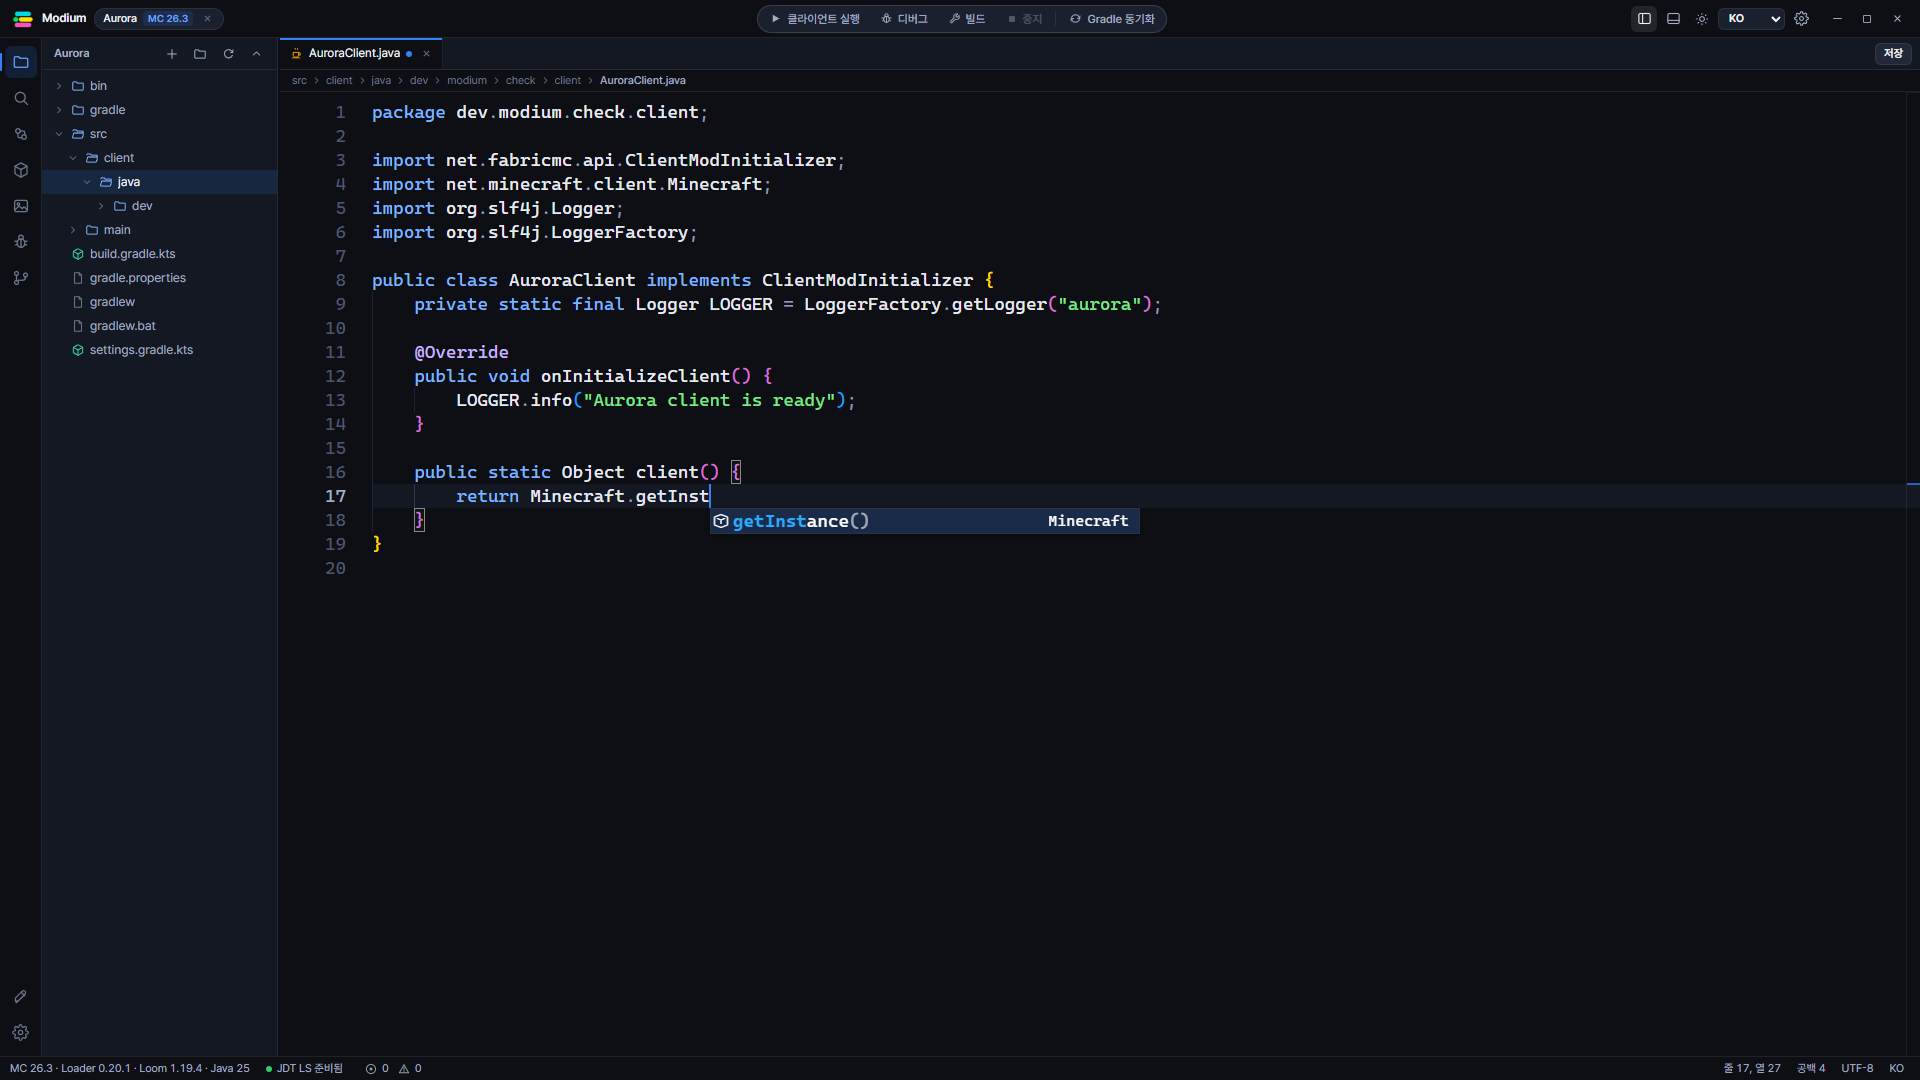 Modium Aurora MC 26.3
클라이언트 실행 디버그 빌드 중지 Gradle 동기화
KO
Aurora
AuroraClient.java
저장
src client java dev modium check client AuroraClient.java
bin
gradle
src
client
java
dev
main
build.gradle.kts
gradle.properties
gradlew
gradlew.bat
settings.gradle.kts
1 package dev.modium.check.client;
2
3 import net.fabricmc.api.ClientModInitializer;
4 import net.minecraft.client.Minecraft;
5 import org.slf4j.Logger;
6 import org.slf4j.LoggerFactory;
7
8 public class AuroraClient implements ClientModInitializer {
9 private static final Logger LOGGER = LoggerFactory.getLogger("aurora");
10
11 @Override
12 public void onInitializeClient() {
13 LOGGER.info("Aurora client is ready");
14 }
15
16 public static Object client() {
17 return Minecraft.getInst
getInstance() Minecraft
18 }
19 }
20
MC 26.3 · Loader 0.20.1 · Loom 1.19.4 · Java 25 JDT LS 준비됨 0 0
줄 17, 열 27 공백 4 UTF-8 KO